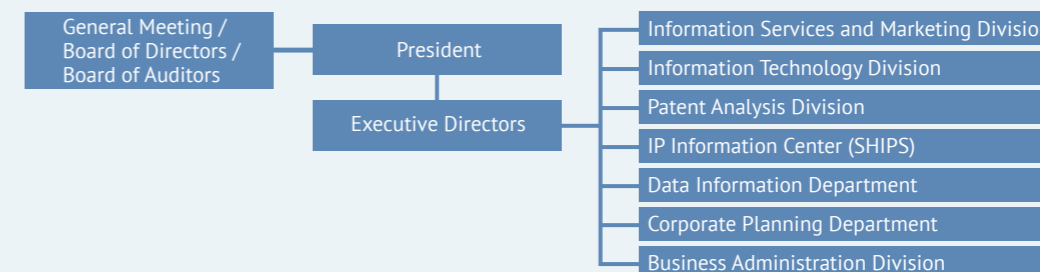 General Meeting /
Board of Directors /
Board of Auditors
President
Executive Directors
Information Services and Marketing Divisio
Information Technology Division
Patent Analysis Division
IP Information Center (SHIPS)
Data Information Department
Corporate Planning Department
Business Administration Division